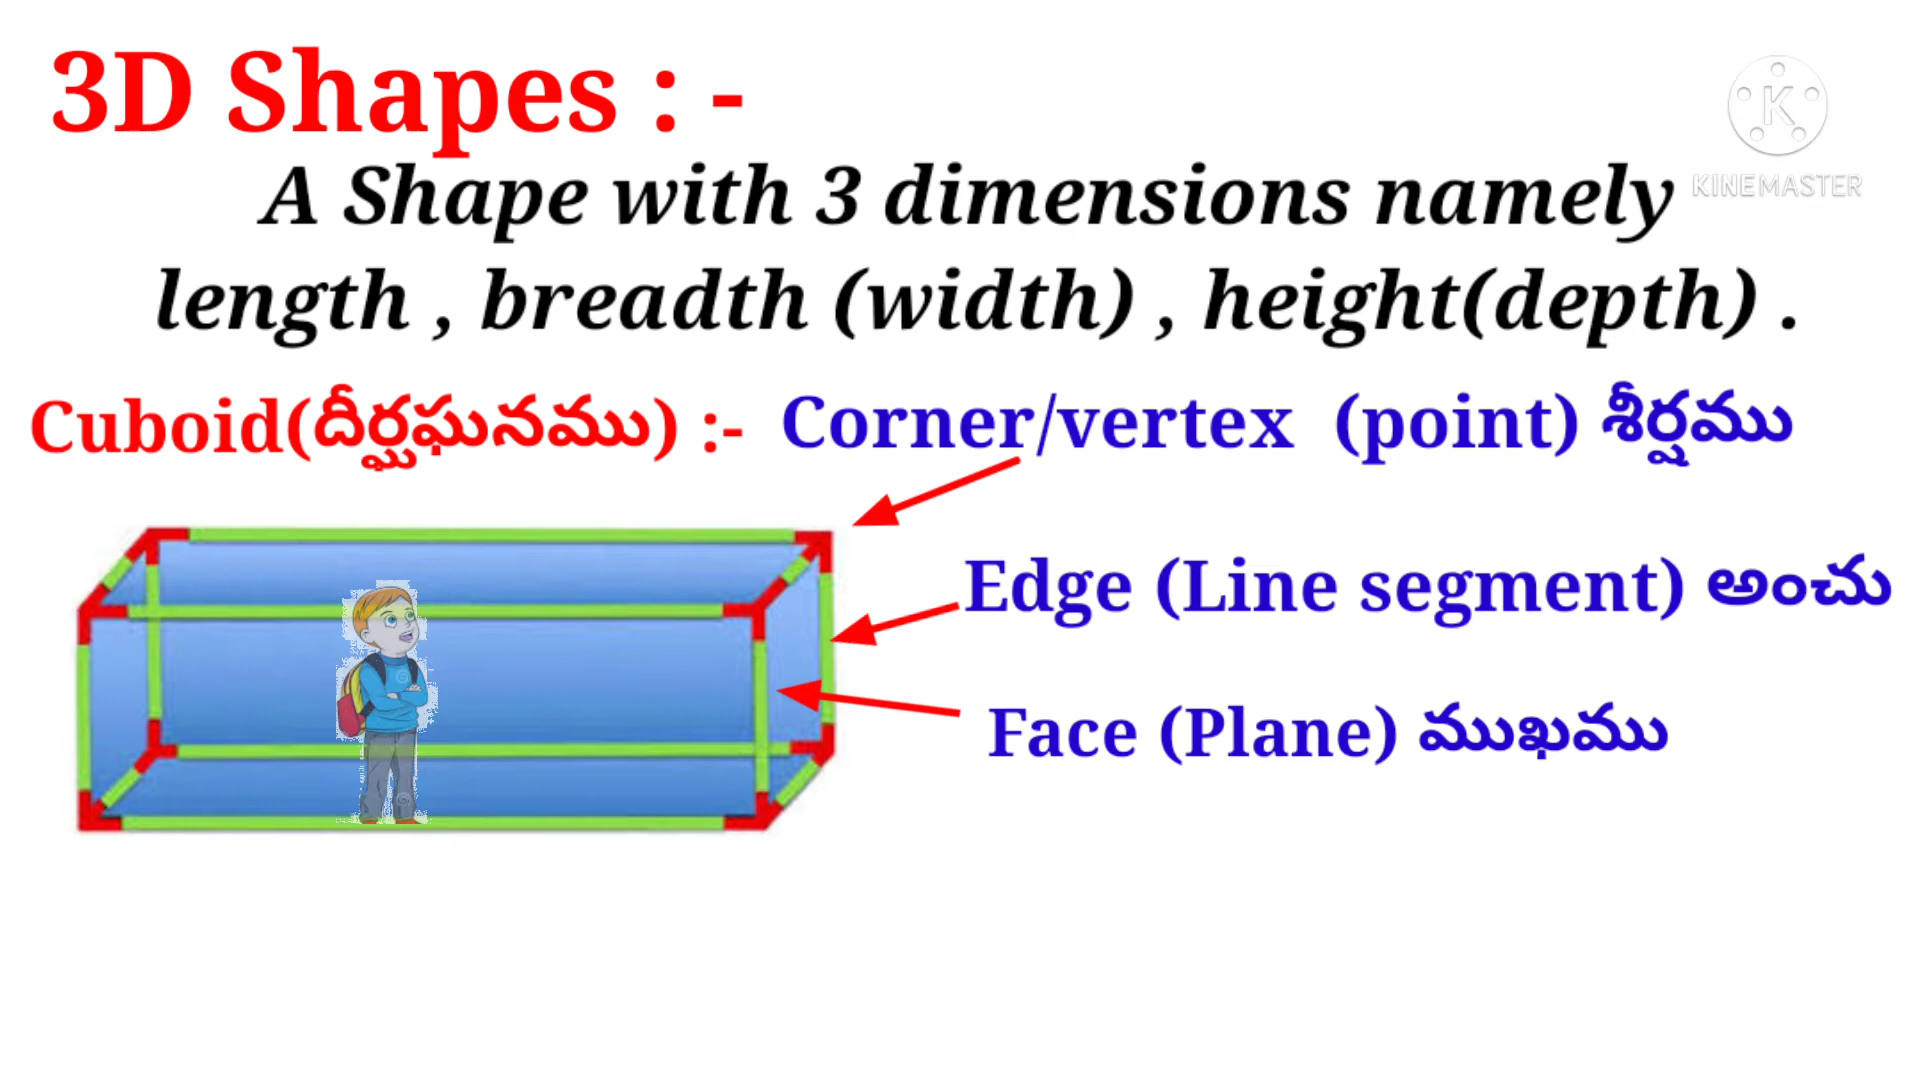 3D Shapes : -
K
KINEMASTER
A Shape with 3 dimensions namely
length , breadth (width) , height(depth) .
Cuboid(దీర్ఘఘనము) :-
Corner/vertex (point) శీర్షము
Edge (Line segment) అంచు
Face (Plane) ముఖము